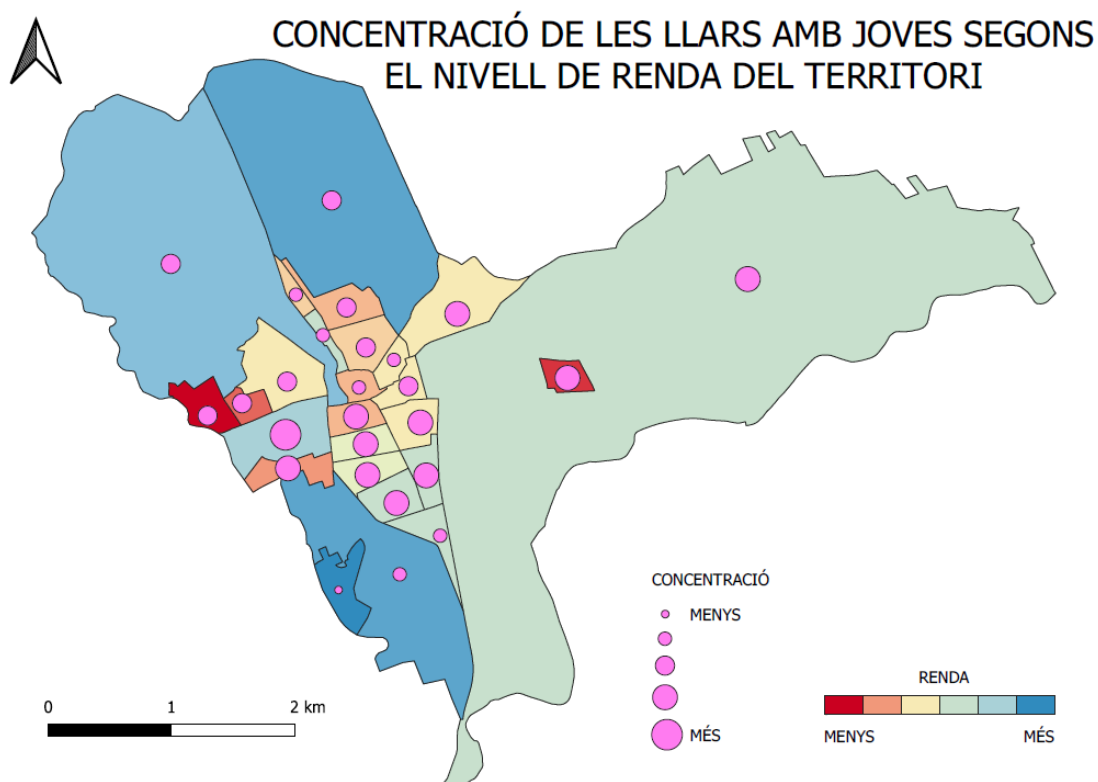 CONCENTRACIÓ DE LES LLARS AMB JOVES SEGONS
EL NIVELL DE RENDA DEL TERRITORI
CONCENTRACIÓ
MENYS
MÉS
RENDA
MENYS MÉS
0 1 2 km